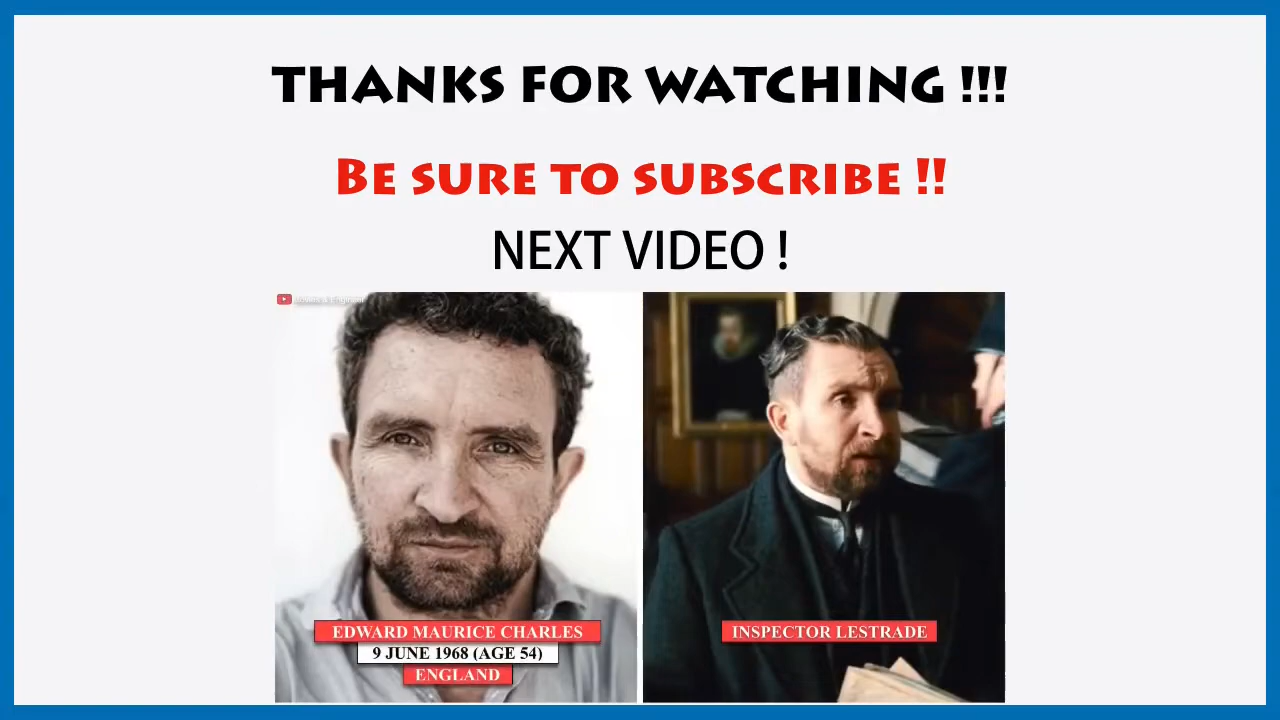 THANKS FOR WATCHING !!!
BE SURE TO SUBSCRIBE !!
NEXT VIDEO !
EDWARD MAURICE CHARLES
9 JUNE 1968 (AGE 54)
ENGLAND
INSPECTOR LESTRADE